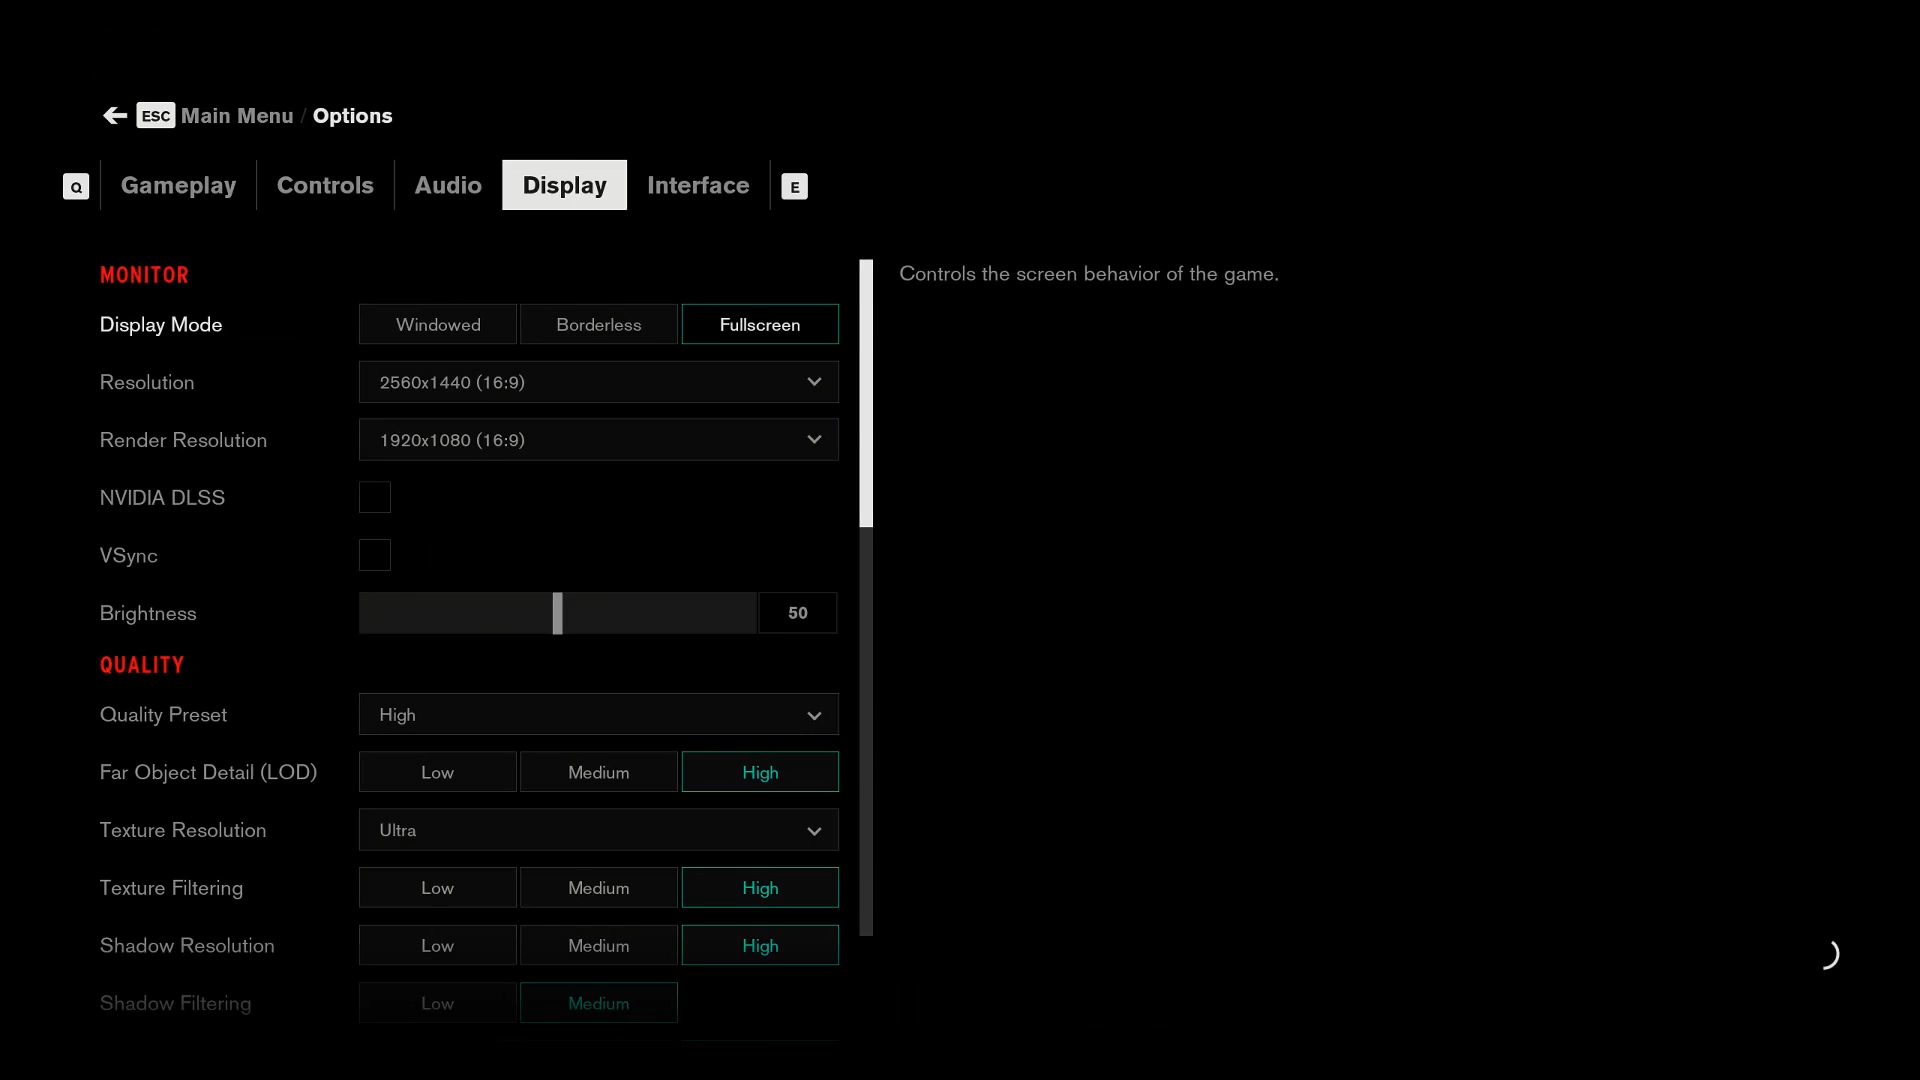 ESC Main Menu / Options
Q Gameplay Controls Audio Display Interface E
MONITOR
Controls the screen behavior of the game.
Display Mode Windowed Borderless Fullscreen
Resolution 2560x1440 (16:9)
Render Resolution 1920x1080 (16:9)
NVIDIA DLSS
VSync
Brightness 50
QUALITY
Quality Preset High
Far Object Detail (LOD) Low Medium High
Texture Resolution Ultra
Texture Filtering Low Medium High
Shadow Resolution Low Medium High
Shadow Filtering Low Medium